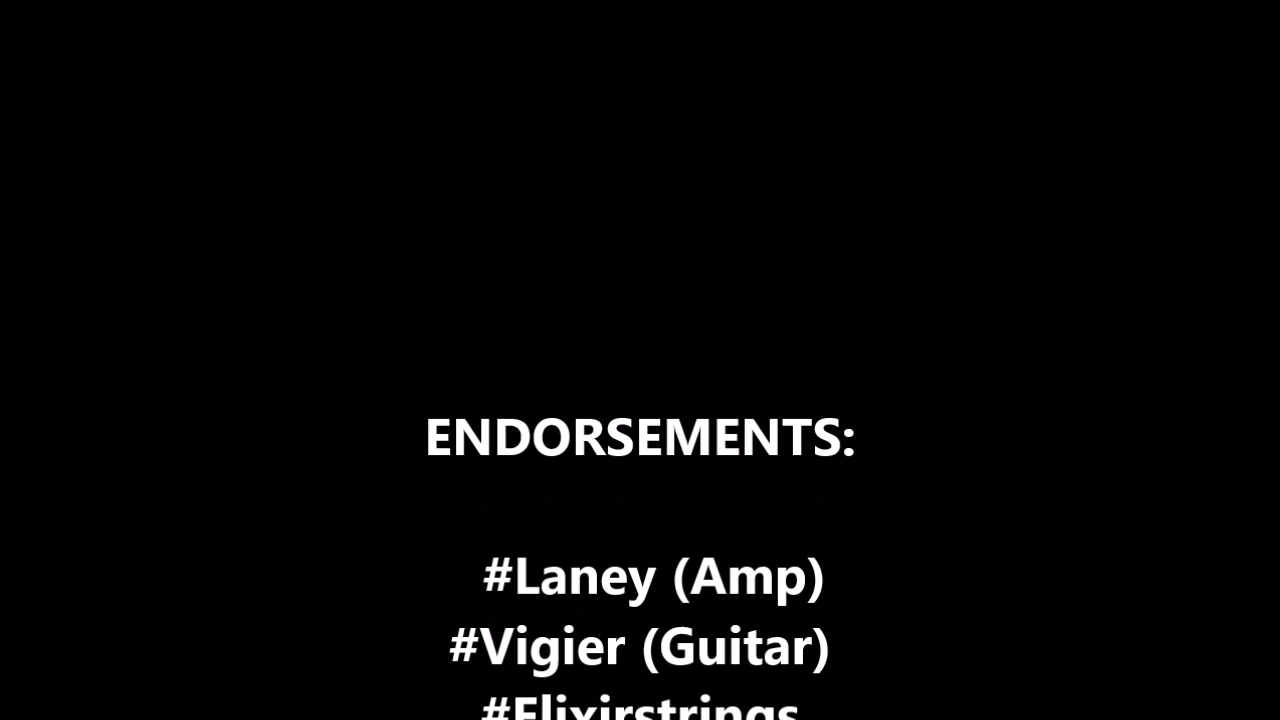 ENDORSEMENTS:
#Laney (Amp)
#Vigier (Guitar)
#Elixirstrings